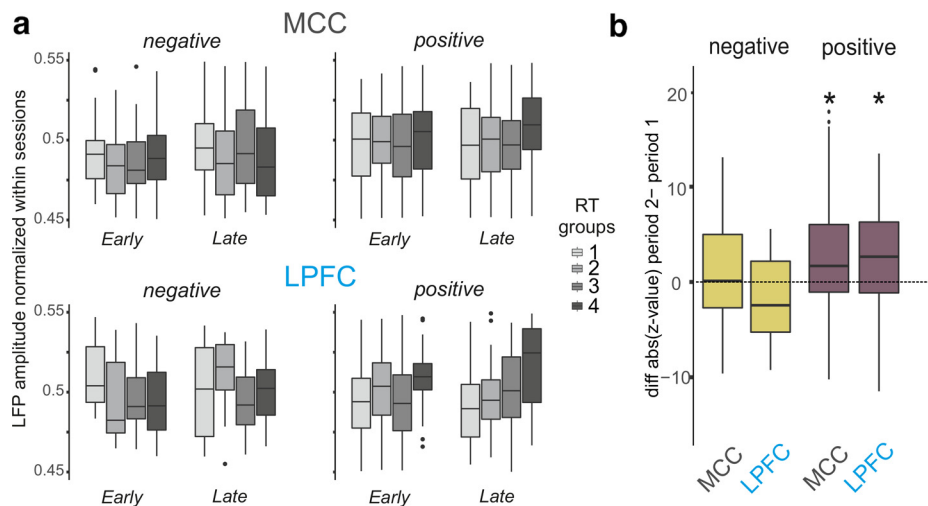 a
MCC
negative
positive
LFP amplitude normalized within sessions
0.55
0.5
0.45
Early
Late
Early
Late
RT
groups
1
2
3
4
LPFC
negative
positive
0.55
0.5
0.45
Early
Late
Early
Late
b
negative
positive
diff abs(z-value) period 2− period 1
20
10
0
−10
* *
MCC
LPFC
MCC
LPFC